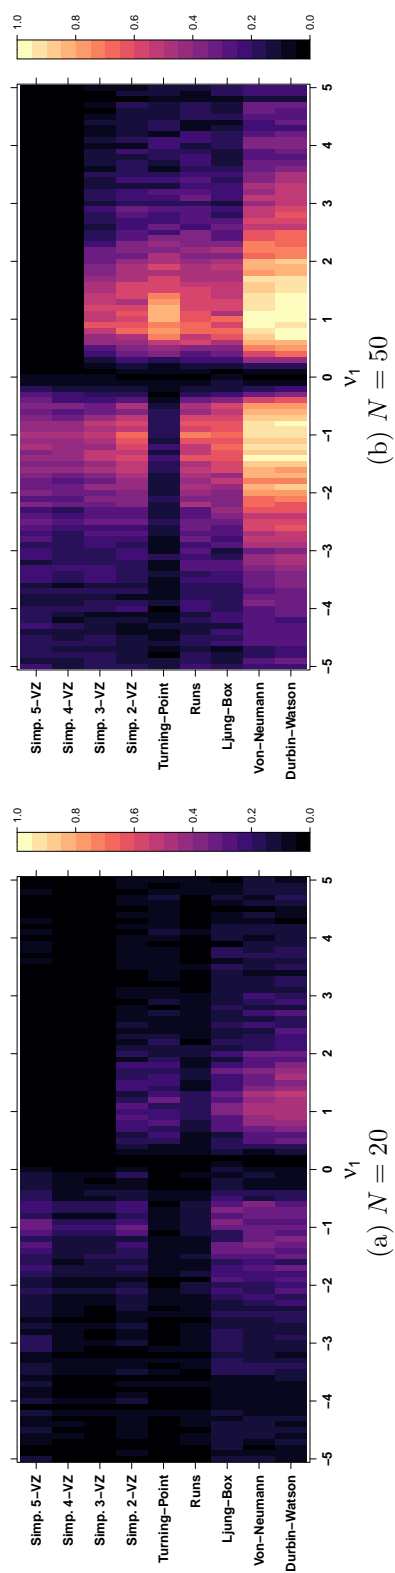 1.0
0.8
0.6
0.4
0.2
0.0
Simp. 5−VZ
Simp. 4−VZ
Simp. 3−VZ
Simp. 2−VZ
Turning−Point
Runs
Ljung−Box
Von−Neumann
Durbin−Watson
−5 −4 −3 −2 −1 0 1 2 3 4 5
ν1
(a) N = 20
1.0
0.8
0.6
0.4
0.2
0.0
Simp. 5−VZ
Simp. 4−VZ
Simp. 3−VZ
Simp. 2−VZ
Turning−Point
Runs
Ljung−Box
Von−Neumann
Durbin−Watson
−5 −4 −3 −2 −1 0 1 2 3 4 5
ν1
(b) N = 50